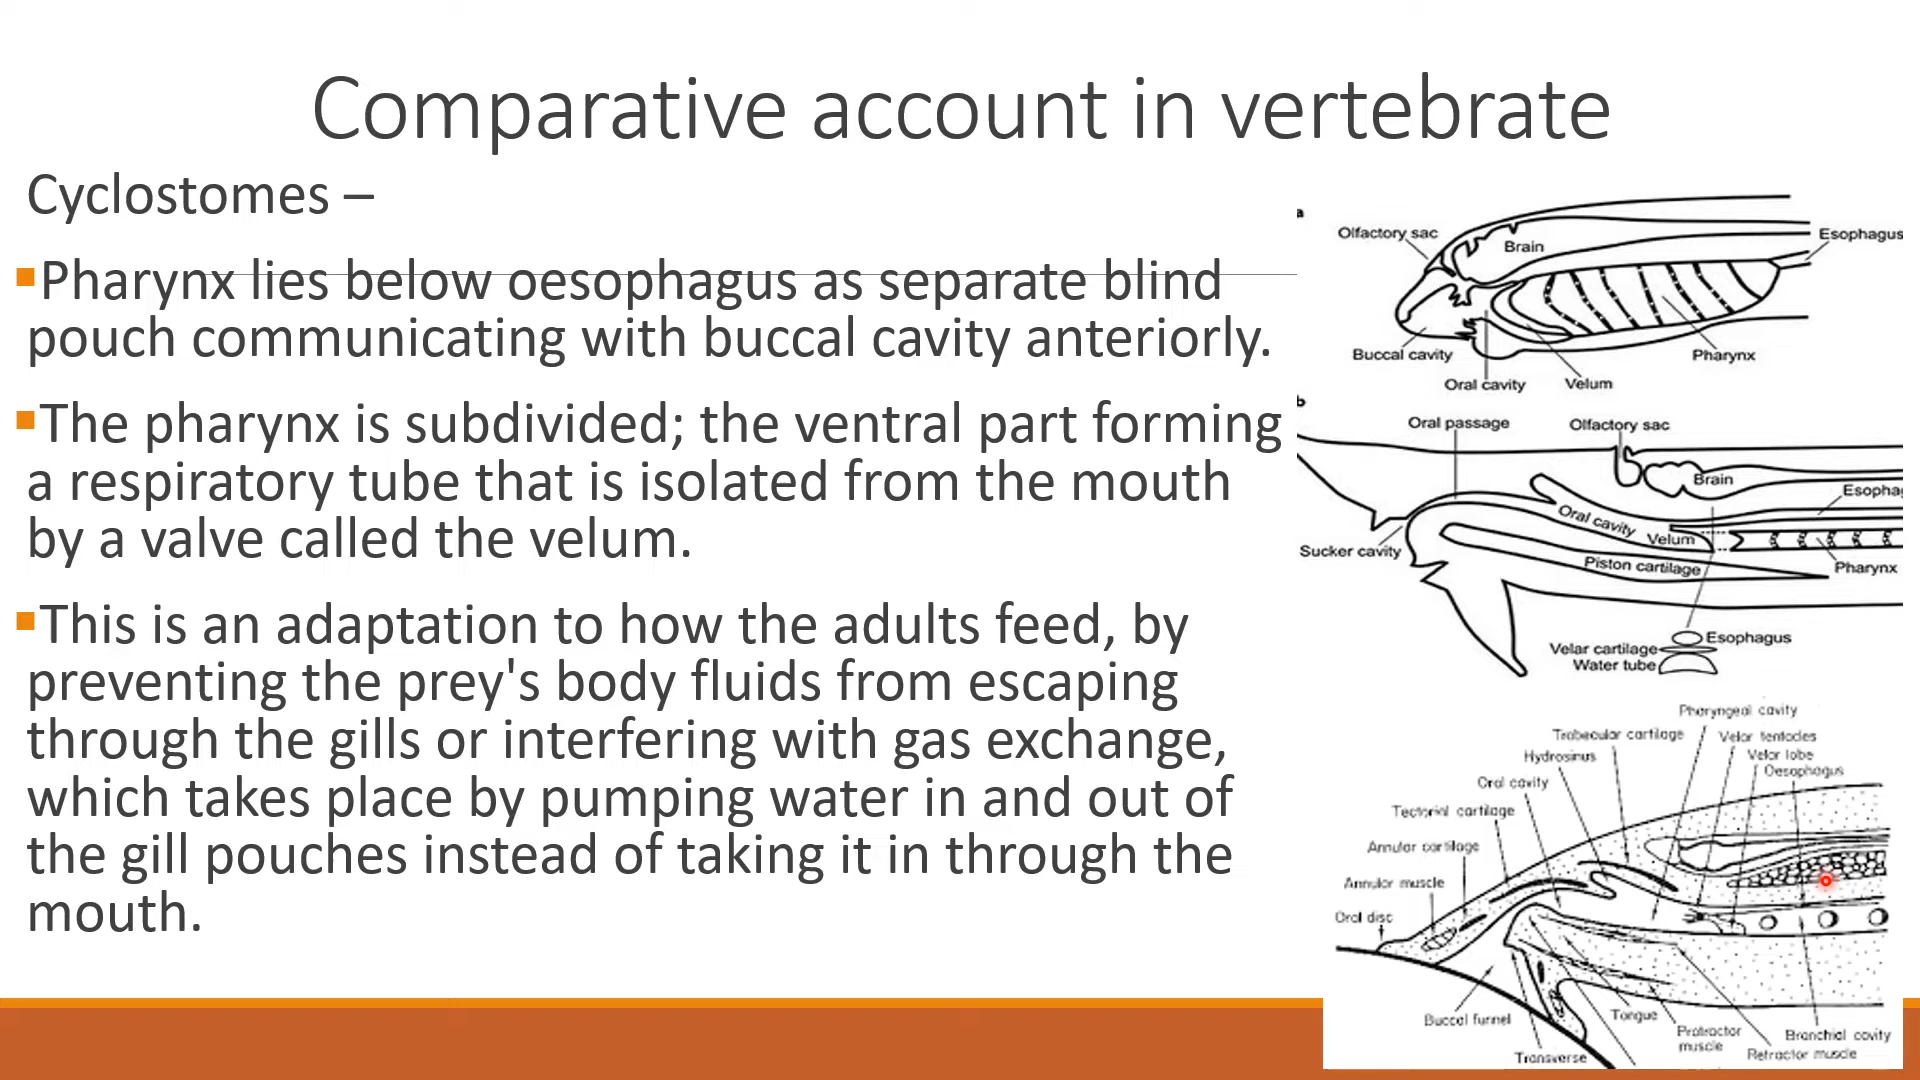 Comparative account in vertebrate
Cyclostomes –
▪Pharynx lies below oesophagus as separate blind
pouch communicating with buccal cavity anteriorly.
▪The pharynx is subdivided; the ventral part forming
a respiratory tube that is isolated from the mouth
by a valve called the velum.
▪This is an adaptation to how the adults feed, by
preventing the prey's body fluids from escaping
through the gills or interfering with gas exchange,
which takes place by pumping water in and out of
the gill pouches instead of taking it in through the
mouth.
a
Olfactory sac
Brain
Esophagus
Buccal cavity
Pharynx
Oral cavity
Velum
b
Oral passage
Olfactory sac
Brain
Esopha
Oral cavity
Velum
Sucker cavity
Piston cartilage
Pharynx
Esophagus
Velar cartilage
Water tube
Pharyngeal cavity
Trabecular cartilage
Velar tentacles
Hydrosinus
Velar lobe
Oesophagus
Oral cavity
Tectorial cartilage
Annular cartilage
Annular muscle
Oral disc
Buccal funnel
Tongue
Protractor
muscle
Branchial cavity
Retractor muscle
Transverse